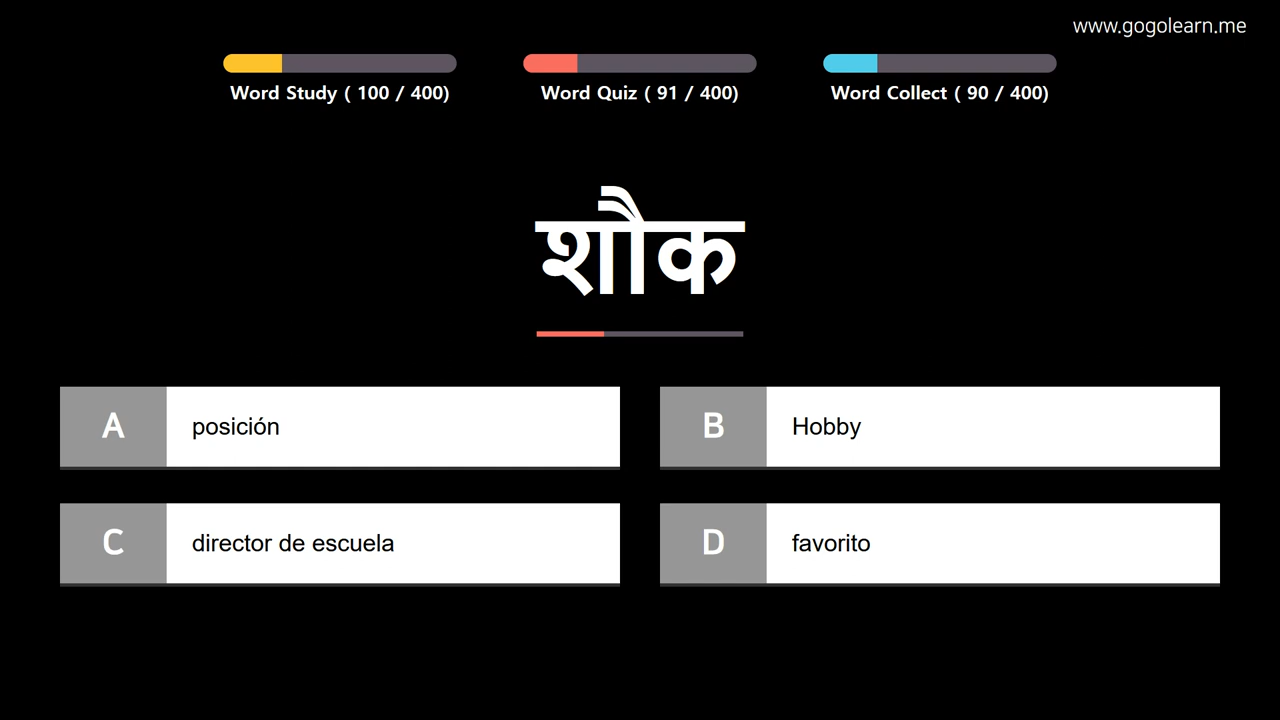 www.gogolearn.me
Word Study ( 100 / 400)
Word Quiz ( 91 / 400)
Word Collect ( 90 / 400)
शौक
A posición
B Hobby
C director de escuela
D favorito